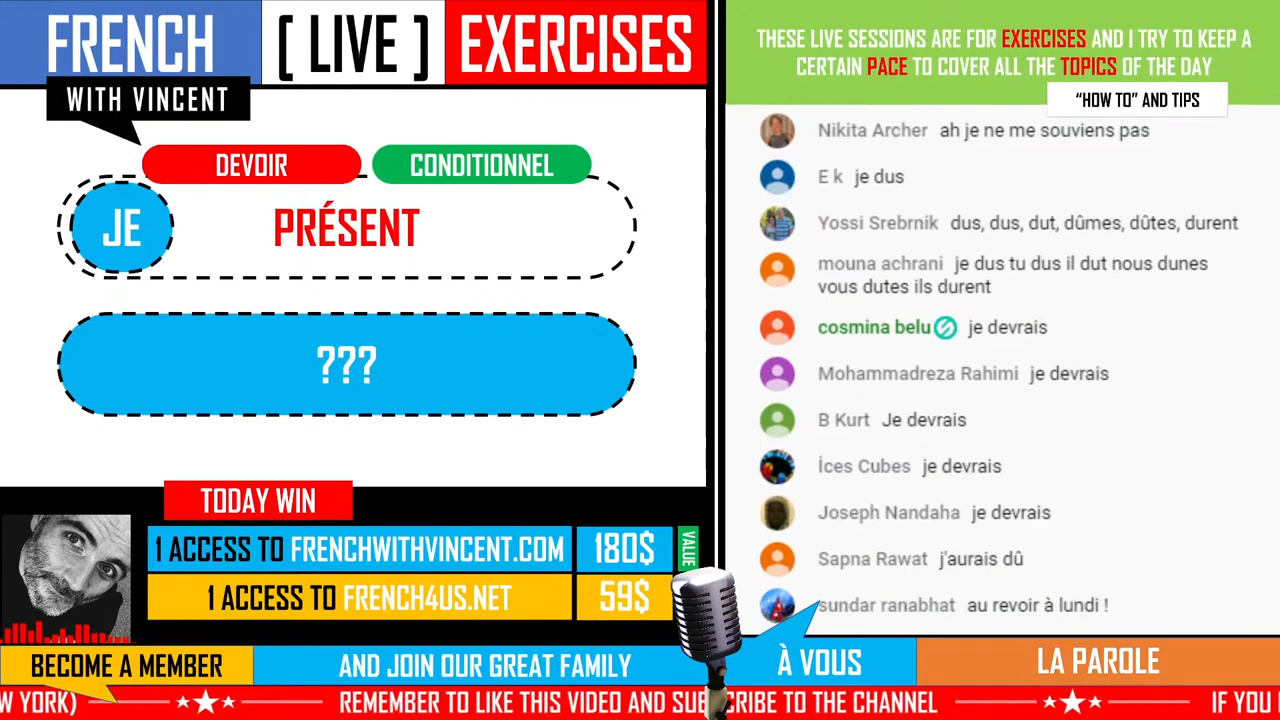 FRENCH [ LIVE ] EXERCISES
WITH VINCENT
DEVOIR CONDITIONNEL
JE PRÉSENT
???
TODAY WIN
1 ACCESS TO FRENCHWITHVINCENT.COM 180$ VALUE
1 ACCESS TO FRENCH4US.NET 59$
THESE LIVE SESSIONS ARE FOR EXERCISES AND I TRY TO KEEP A
CERTAIN PACE TO COVER ALL THE TOPICS OF THE DAY
“HOW TO” AND TIPS
Nikita Archer ah je ne me souviens pas
E k je dus
Yossi Srebrnik dus, dus, dut, dûmes, dûtes, durent
mouna achrani je dus tu dus il dut nous dunes
vous dutes ils durent
cosmina belu je devrais
Mohammadreza Rahimi je devrais
B Kurt Je devrais
İces Cubes je devrais
Joseph Nandaha je devrais
Sapna Rawat j'aurais dû
sundar ranabhat au revoir à lundi !
BECOME A MEMBER AND JOIN OUR GREAT FAMILY À VOUS LA PAROLE
W YORK) REMEMBER TO LIKE THIS VIDEO AND SUBSCRIBE TO THE CHANNEL IF YOU